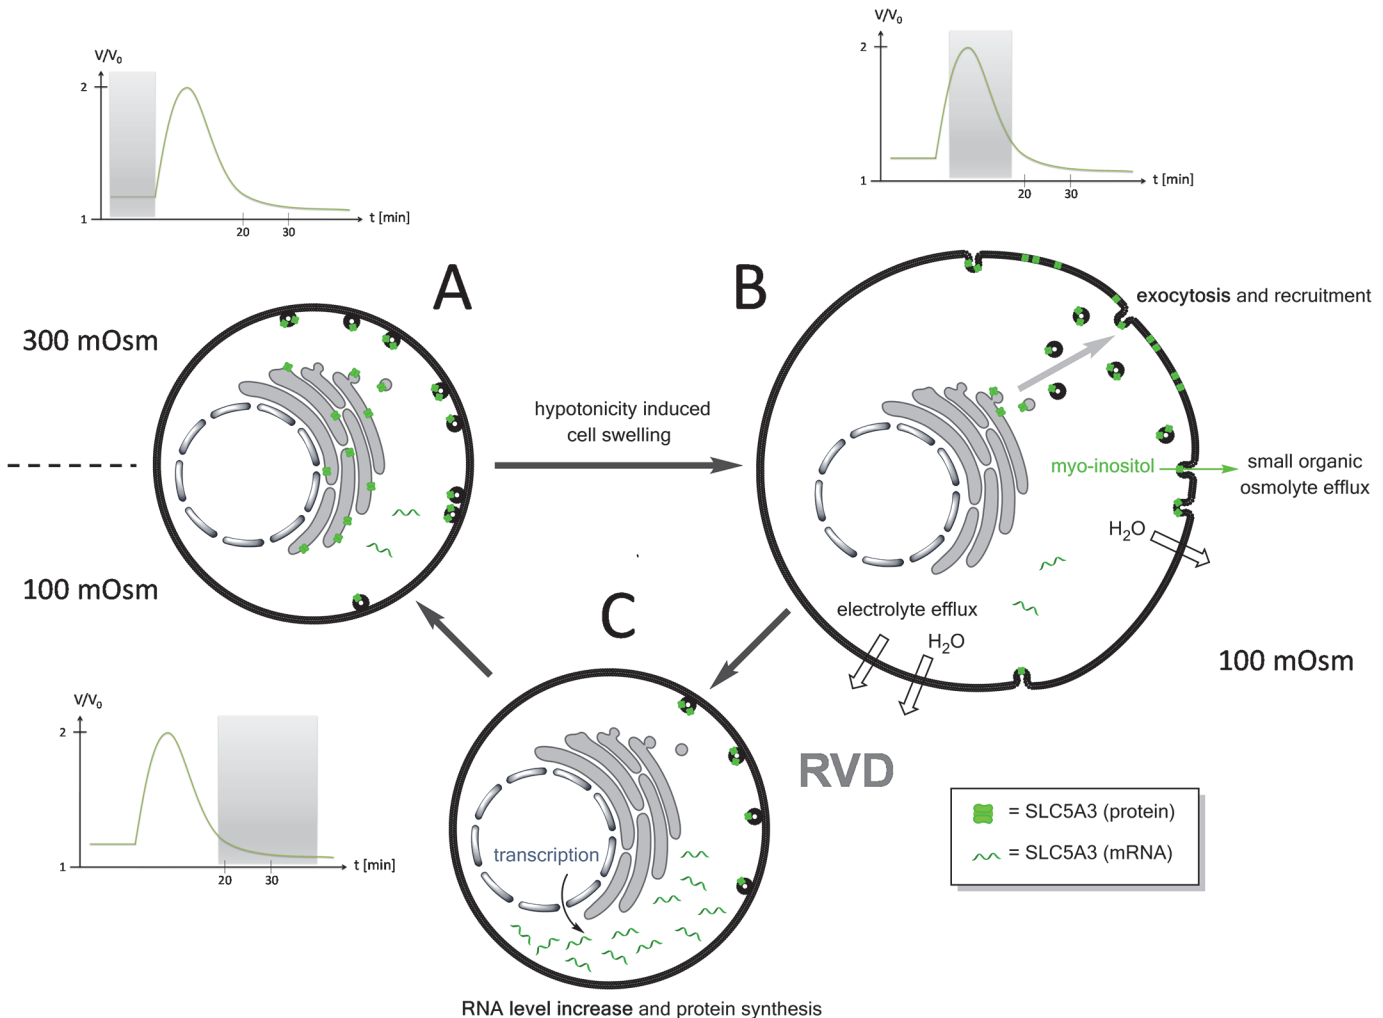 V/V0
2
1
20
30
t [min]
V/V0
2
1
20
30
t [min]
A
B
300 mOsm
100 mOsm
hypotonicity induced
cell swelling
exocytosis and recruitment
myo-inositol
small organic
osmolyte efflux
H2O
electrolyte efflux
H2O
100 mOsm
C
RVD
V/V0
2
1
20
30
t [min]
transcription
RNA level increase and protein synthesis
= SLC5A3 (protein)
= SLC5A3 (mRNA)